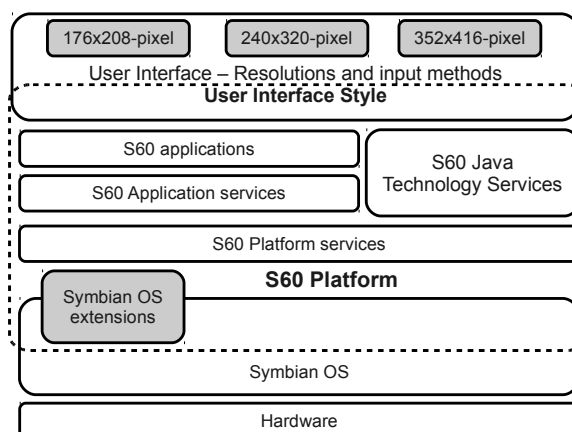 176x208-pixel 240x320-pixel 352x416-pixel
User Interface – Resolutions and input methods
User Interface Style
S60 applications
S60 Application services
S60 Java
Technology Services
S60 Platform services
S60 Platform
Symbian OS
extensions
Symbian OS
Hardware